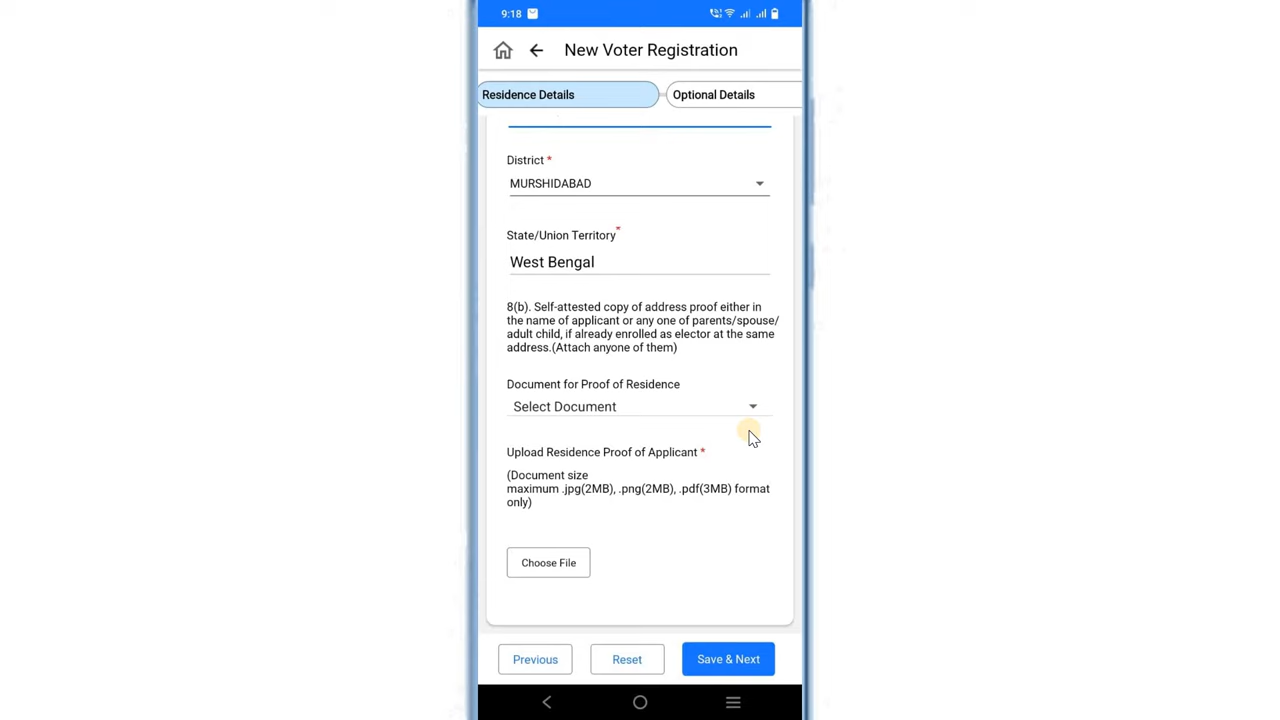 9:18
New Voter Registration
Residence Details
Optional Details
District *
MURSHIDABAD
State/Union Territory*
West Bengal
8(b). Self-attested copy of address proof either in
the name of applicant or any one of parents/spouse/
adult child, if already enrolled as elector at the same
address.(Attach anyone of them)
Document for Proof of Residence
Select Document
Upload Residence Proof of Applicant *
(Document size
maximum .jpg(2MB), .png(2MB), .pdf(3MB) format
only)
Choose File
Previous
Reset
Save & Next